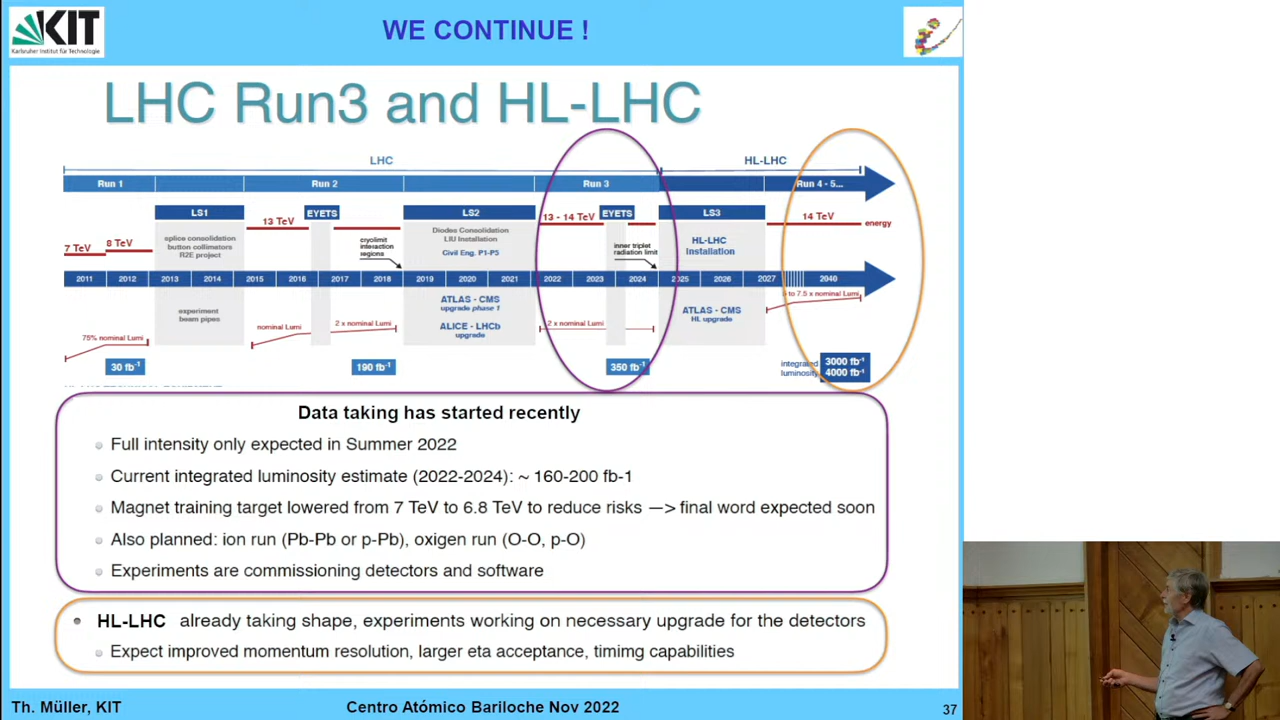 KIT
Karlsruher Institut für Technologie
WE CONTINUE !
LHC Run3 and HL-LHC
LHC
HL-LHC
Run 1
Run 2
Run 3
Run 4 - 5...
LS1
EYETS
LS2
EYETS
LS3
7 TeV
8 TeV
13 TeV
13 - 14 TeV
14 TeV
energy
splice consolidation
button collimators
R2E project
cryolimit
interaction
regions
Diodes Consolidation
LIU Installation
Civil Eng. P1-P5
inner triplet
radiation limit
HL-LHC
Installation
2011 2012 2013 2014 2015 2016 2017 2018 2019 2020 2021 2022 2023 2024 2025 2026 2027 2040
experiment
beam pipes
ATLAS - CMS
upgrade phase 1
ALICE - LHCb
upgrade
ATLAS - CMS
HL upgrade
to 7.5 x nominal Lumi
75% nominal Lumi
nominal Lumi
2 x nominal Lumi
2 x nominal Lumi
30 fb-1
190 fb-1
350 fb-1
integrated
luminosity
3000 fb-1
4000 fb-1
Data taking has started recently
Full intensity only expected in Summer 2022
Current integrated luminosity estimate (2022-2024): ~ 160-200 fb-1
Magnet training target lowered from 7 TeV to 6.8 TeV to reduce risks —> final word expected soon
Also planned: ion run (Pb-Pb or p-Pb), oxigen run (O-O, p-O)
Experiments are commissioning detectors and software
HL-LHC already taking shape, experiments working on necessary upgrade for the detectors
Expect improved momentum resolution, larger eta acceptance, timimg capabilities
Th. Müller, KIT
Centro Atómico Bariloche Nov 2022
37